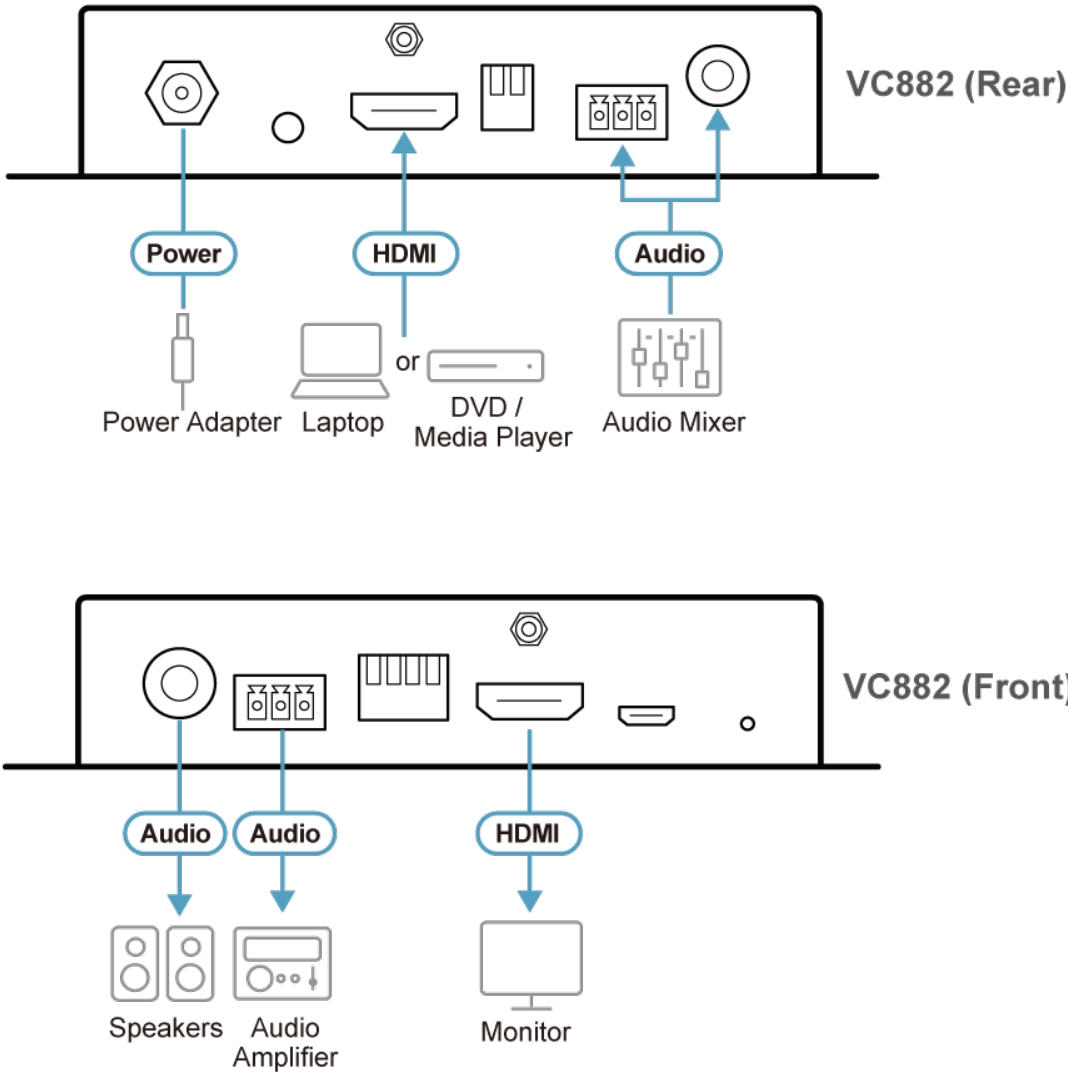 VC882 (Rear)
Power
HDMI
Audio
or
Power Adapter
Laptop
DVD /
Media Player
Audio Mixer
VC882 (Front)
Audio
Audio
HDMI
Speakers
Audio
Amplifier
Monitor